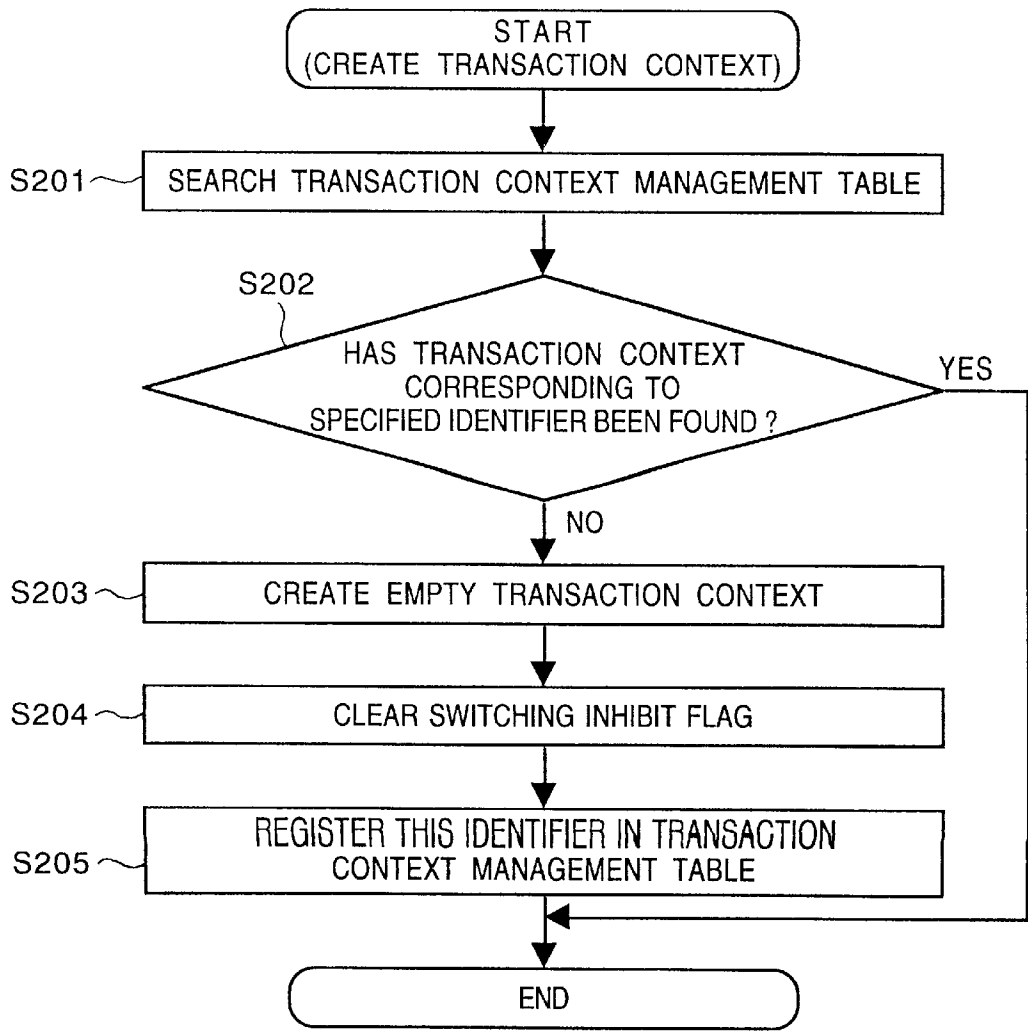 START
(CREATE TRANSACTION CONTEXT)
S201
SEARCH TRANSACTION CONTEXT MANAGEMENT TABLE
S202
HAS TRANSACTION CONTEXT
CORRESPONDING TO
SPECIFIED IDENTIFIER BEEN FOUND ?
YES
NO
S203
CREATE EMPTY TRANSACTION CONTEXT
S204
CLEAR SWITCHING INHIBIT FLAG
S205
REGISTER THIS IDENTIFIER IN TRANSACTION
CONTEXT MANAGEMENT TABLE
END